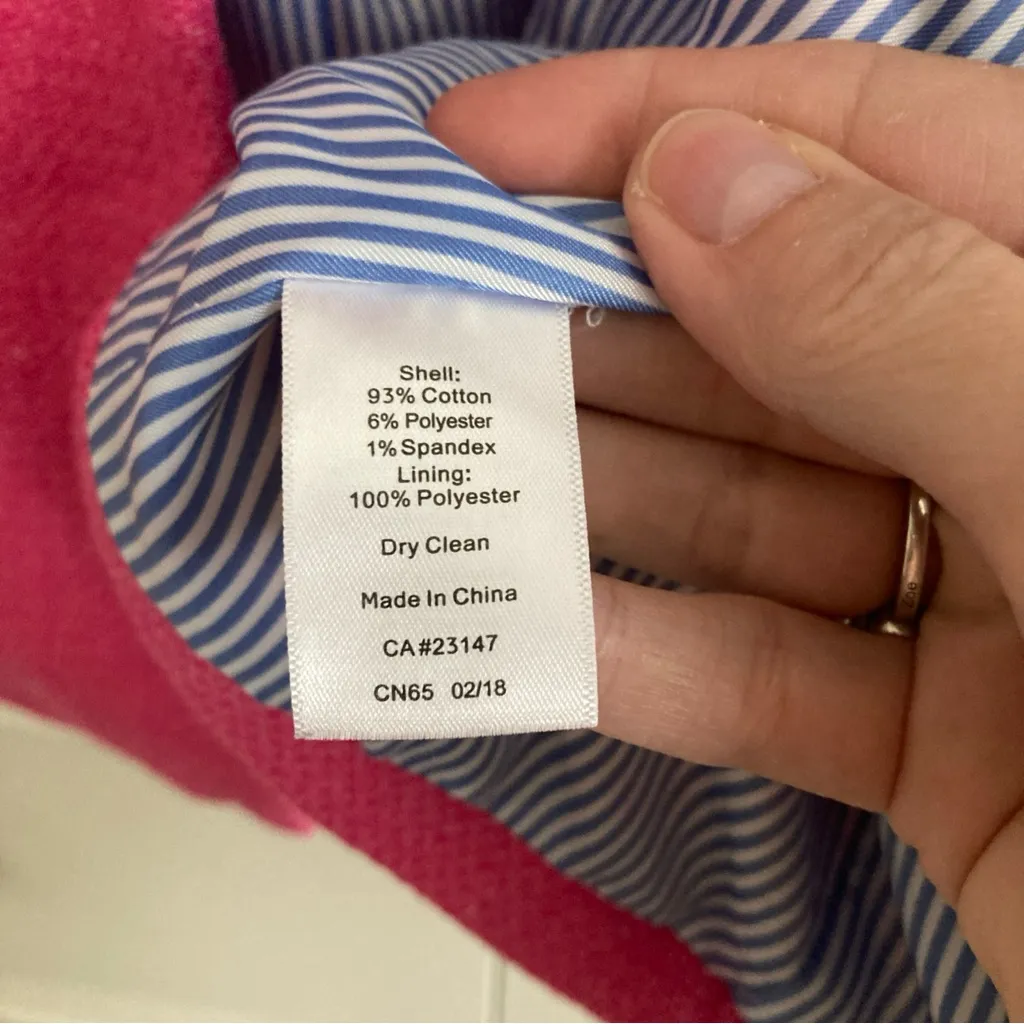 Shell:
93% Cotton
6% Polyester
1% Spandex
Lining:
100% Polyester
Dry Clean
Made In China
CA#23147
CN65 02/18
Zoe